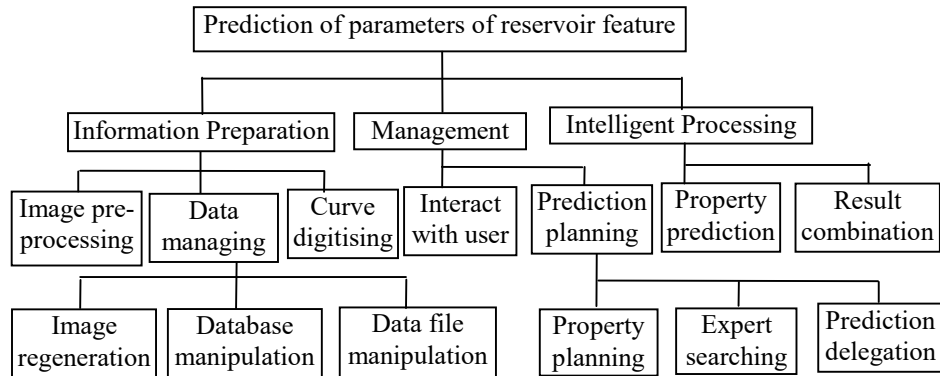 Prediction of parameters of reservoir feature
Information Preparation
Management
Intelligent Processing
Image pre-
processing
Data
managing
Curve
digitising
Interact
with user
Prediction
planning
Property
prediction
Result
combination
Image
regeneration
Database
manipulation
Data file
manipulation
Property
planning
Expert
searching
Prediction
delegation